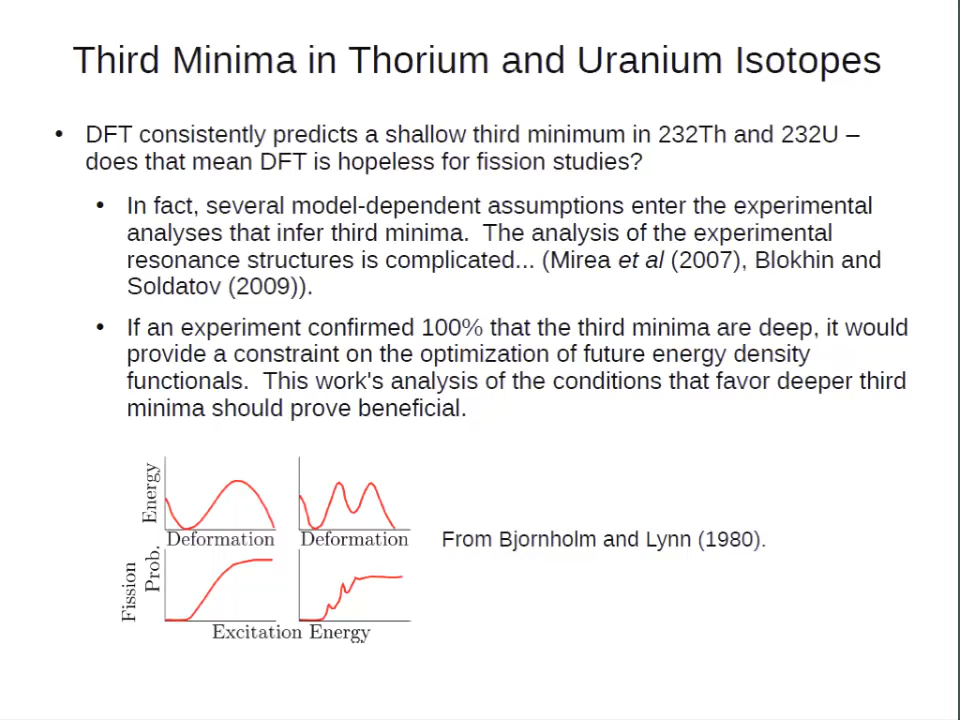 Third Minima in Thorium and Uranium Isotopes
• DFT consistently predicts a shallow third minimum in 232Th and 232U –
does that mean DFT is hopeless for fission studies?
• In fact, several model-dependent assumptions enter the experimental
analyses that infer third minima.  The analysis of the experimental
resonance structures is complicated... (Mirea et al (2007), Blokhin and
Soldatov (2009)).
• If an experiment confirmed 100% that the third minima are deep, it would
provide a constraint on the optimization of future energy density
functionals.  This work's analysis of the conditions that favor deeper third
minima should prove beneficial.
Energy
Deformation
Deformation
From Bjornholm and Lynn (1980).
Fission
Prob.
Excitation Energy